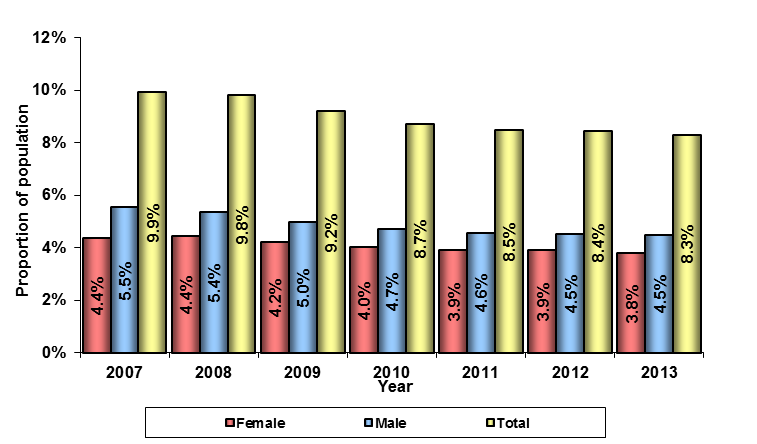 12%
10%
8%
6%
4%
2%
0%
Proportion of population
4.4% 5.5% 9.9%
4.4% 5.4% 9.8%
4.2% 5.0% 9.2%
4.0% 4.7% 8.7%
3.9% 4.6% 8.5%
3.9% 4.5% 8.4%
3.8% 4.5% 8.3%
2007 2008 2009 2010 2011 2012 2013
Year
Female Male Total